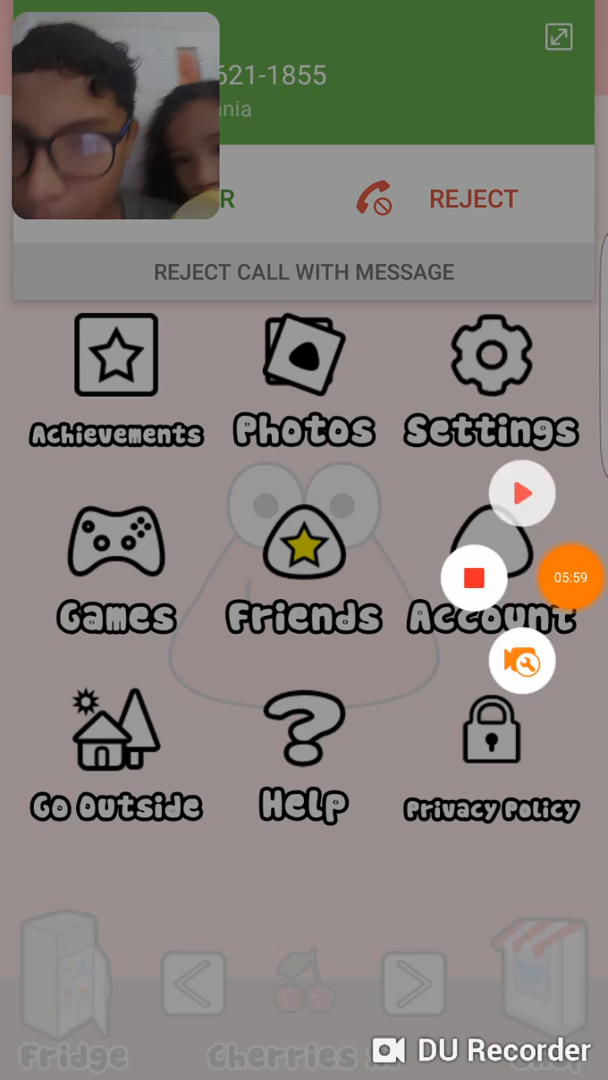 621-1855
REJECT
REJECT CALL WITH MESSAGE
Achievements
Photos
Settings
Games
Friends
Account
05:59
Go Outside
Help
Privacy Policy
Fridge
Cherries
DU Recorder